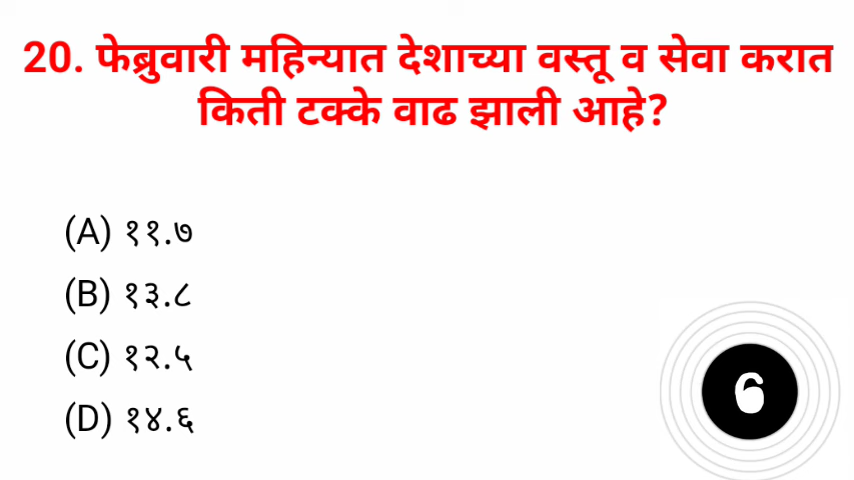 20. फेब्रुवारी महिन्यात देशाच्या वस्तू व सेवा करात
किती टक्के वाढ झाली आहे?
(A) ११.७
(B) १३.८
(C) १२.५
(D) १४.६
6